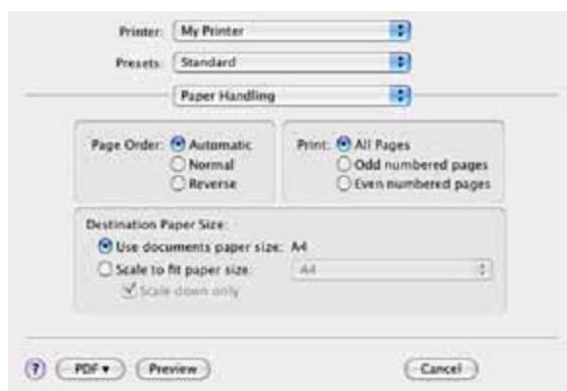 Printer: My Printer
Presets: Standard
Paper Handling
Page Order: Automatic
Normal
Reverse
Print: All Pages
Odd numbered pages
Even numbered pages
Destination Paper Size:
Use documents paper size: A4
Scale to fit paper size: A4
Scale down only
? PDF▼ Preview Cancel